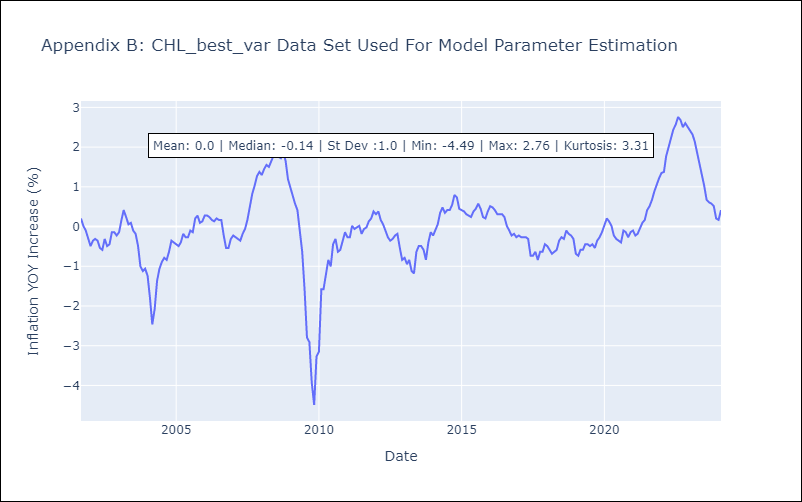 Appendix B: CHL_best_var Data Set Used For Model Parameter Estimation
3
Mean: 0.0 | Median: -0.14 | St Dev :1.0 | Min: -4.49 | Max: 2.76 | Kurtosis: 3.31
2
1
0
−1
−2
−3
−4
Inflation YOY Increase (%)
2005 2010 2015 2020
Date